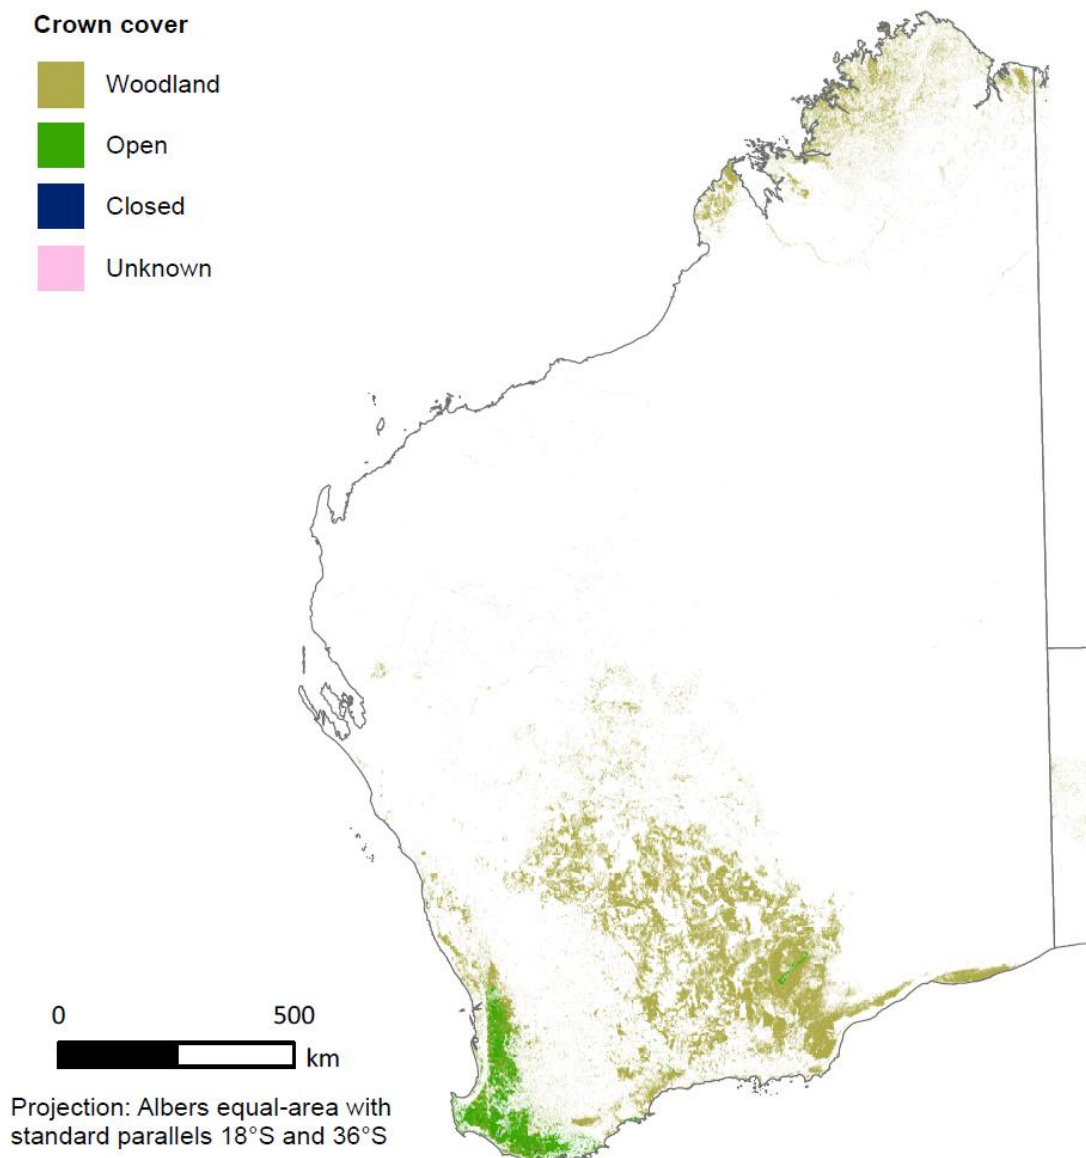 Crown cover
Woodland
Open
Closed
Unknown
0 500
km
Projection: Albers equal-area with
standard parallels 18°S and 36°S